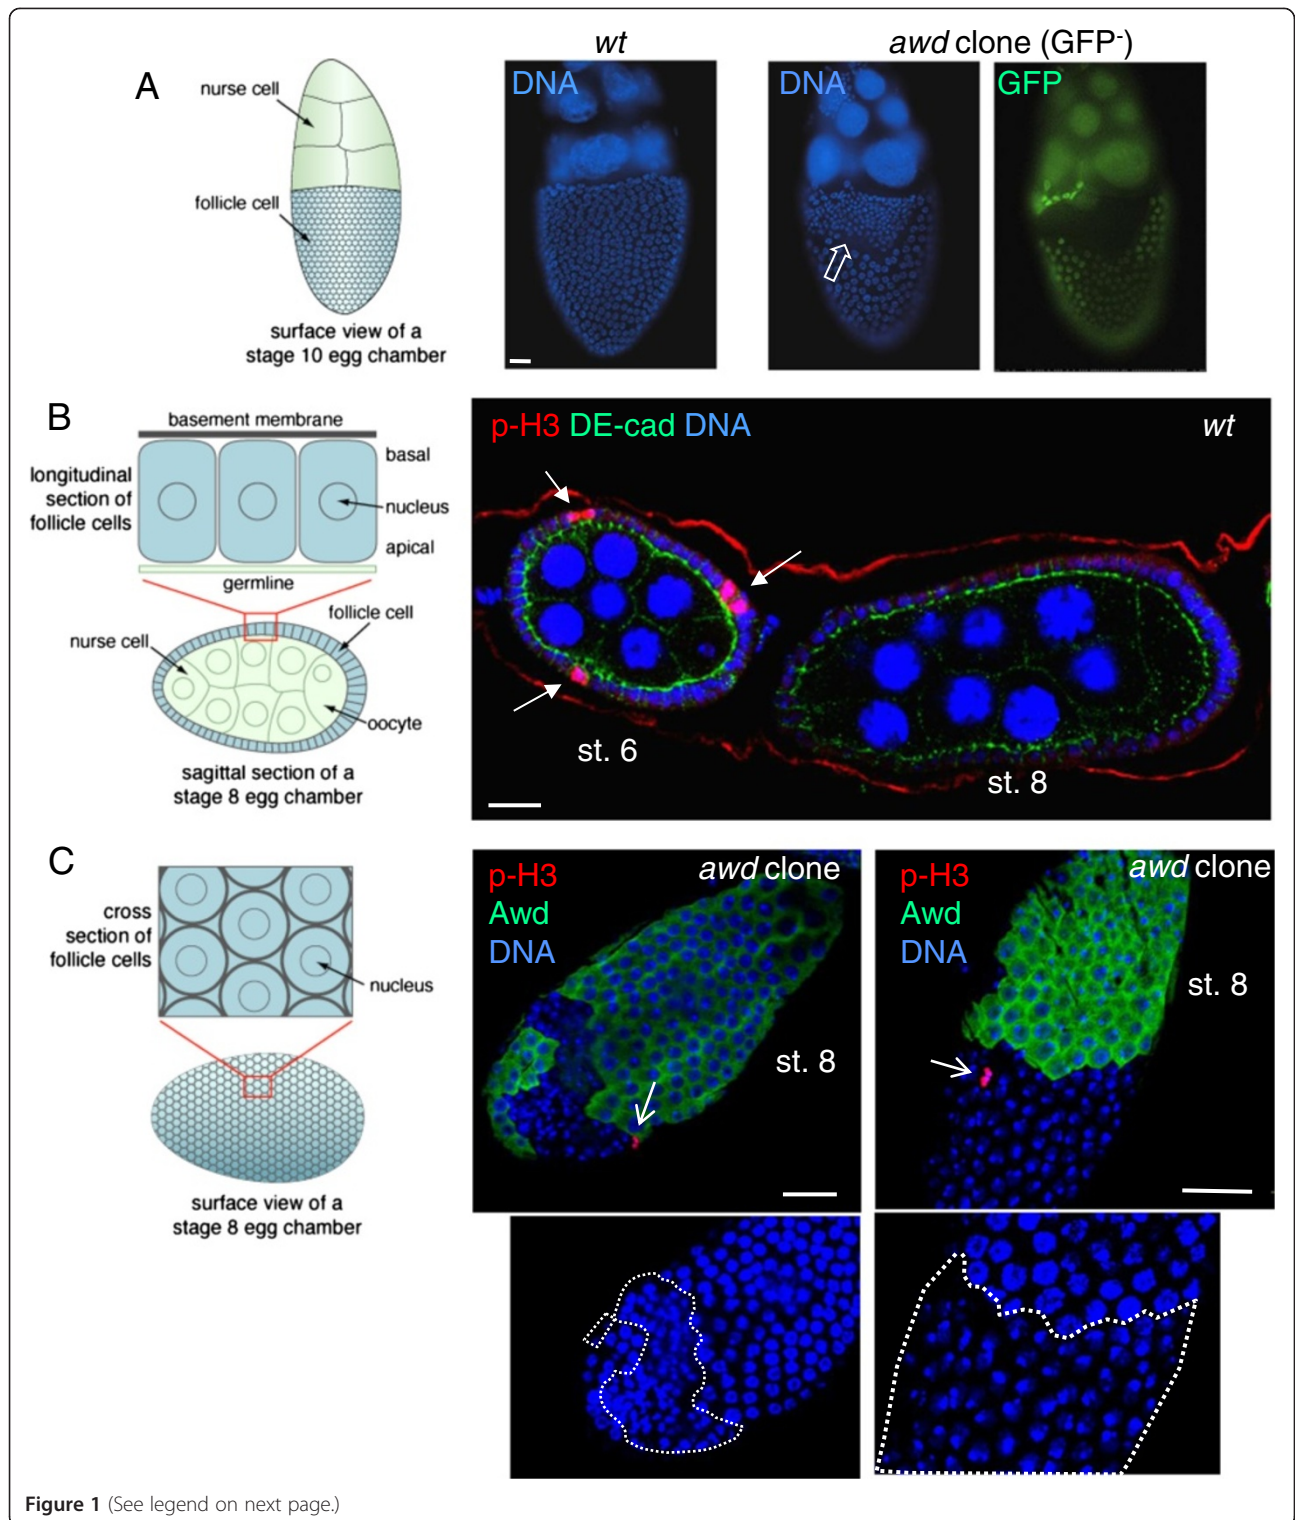 A
nurse cell
follicle cell
surface view of a
stage 10 egg chamber
wt
DNA
awd clone (GFP-)
DNA
GFP
B
basement membrane
longitudinal
section of
follicle cells
basal
nucleus
apical
germline
follicle cell
nurse cell
oocyte
sagittal section of a
stage 8 egg chamber
p-H3 DE-cad DNA
wt
st. 6
st. 8
C
cross
section of
follicle cells
nucleus
surface view of a
stage 8 egg chamber
p-H3
Awd
DNA
awd clone
st. 8
p-H3
Awd
DNA
awd clone
st. 8
Figure 1 (See legend on next page.)